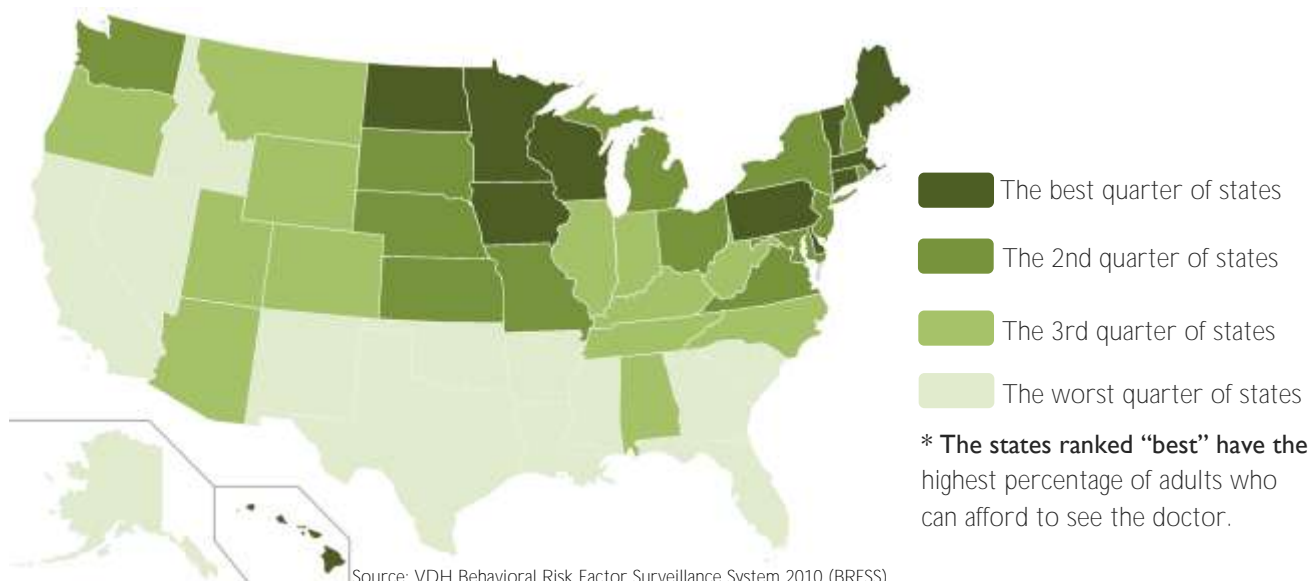 The best quarter of states
The 2nd quarter of states
The 3rd quarter of states
The worst quarter of states
* The states ranked “best” have the
highest percentage of adults who
can afford to see the doctor.
Source: VDH Behavioral Risk Factor Surveillance System 2010 (BRFSS)